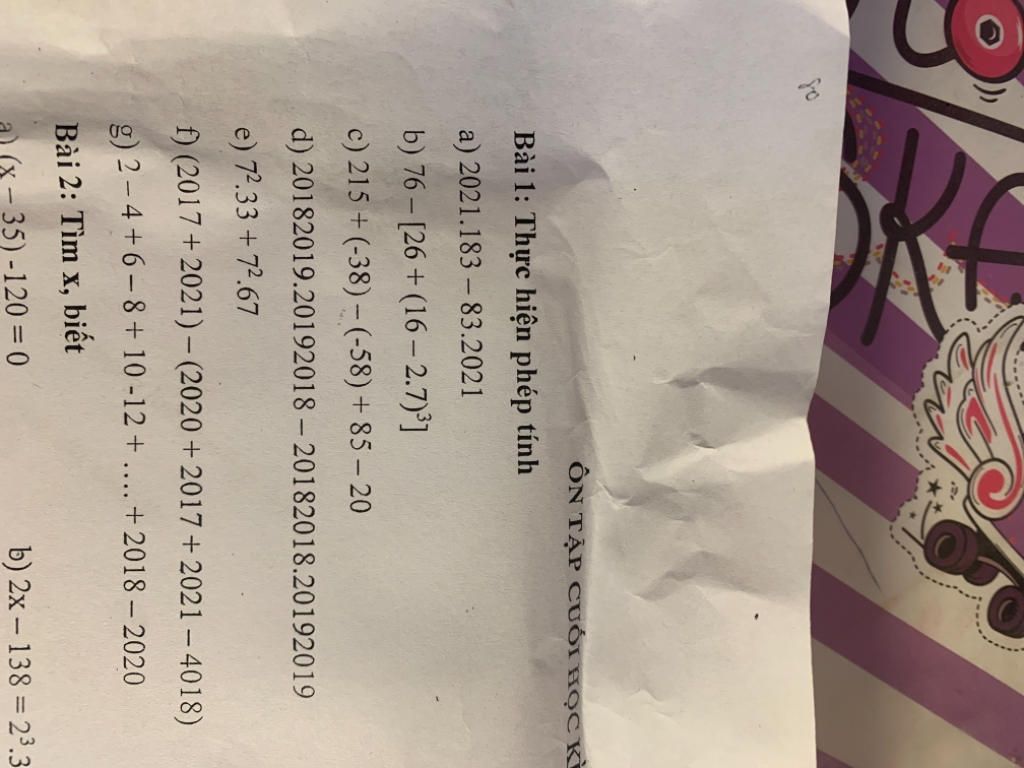 ÔN TẬP CUỐI HỌC KÌ
Bài 1: Thực hiện phép tính
a) 2021.183 – 83.2021
b) 76 – [26 + (16 – 2.7)³]
c) 215 + (-38) – (-58) + 85 – 20
d) 20182019.20192018 – 20182018.20192019
e) 7².33 + 7².67
f) (2017 + 2021) – (2020 + 2017 + 2021 – 4018)
g) 2 – 4 + 6 – 8 + 10 -12 + .... + 2018 – 2020
Bài 2: Tìm x, biết
a) (x – 35) -120 = 0 b) 2x – 138 = 2³.3